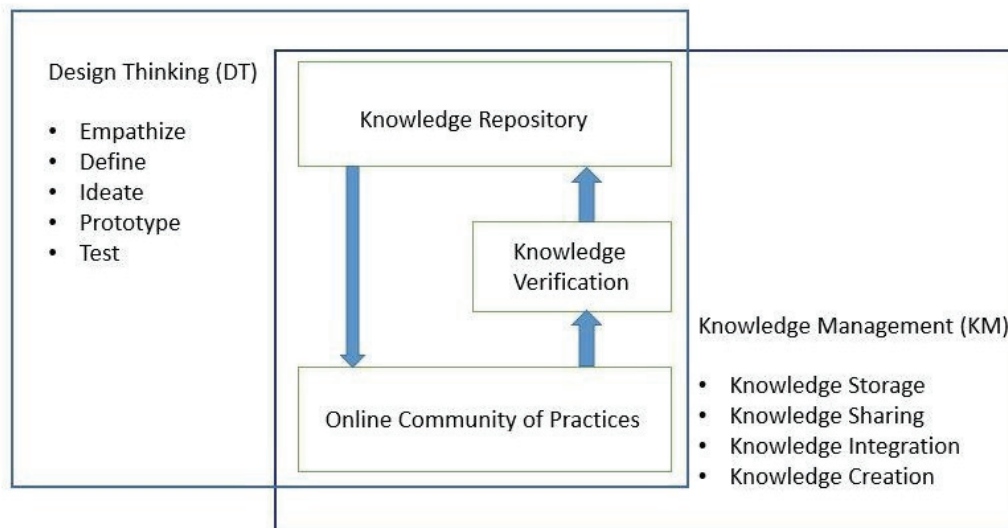 Design Thinking (DT)
• Empathize
• Define
• Ideate
• Prototype
• Test
Knowledge Repository
Knowledge
Verification
Online Community of Practices
Knowledge Management (KM)
• Knowledge Storage
• Knowledge Sharing
• Knowledge Integration
• Knowledge Creation